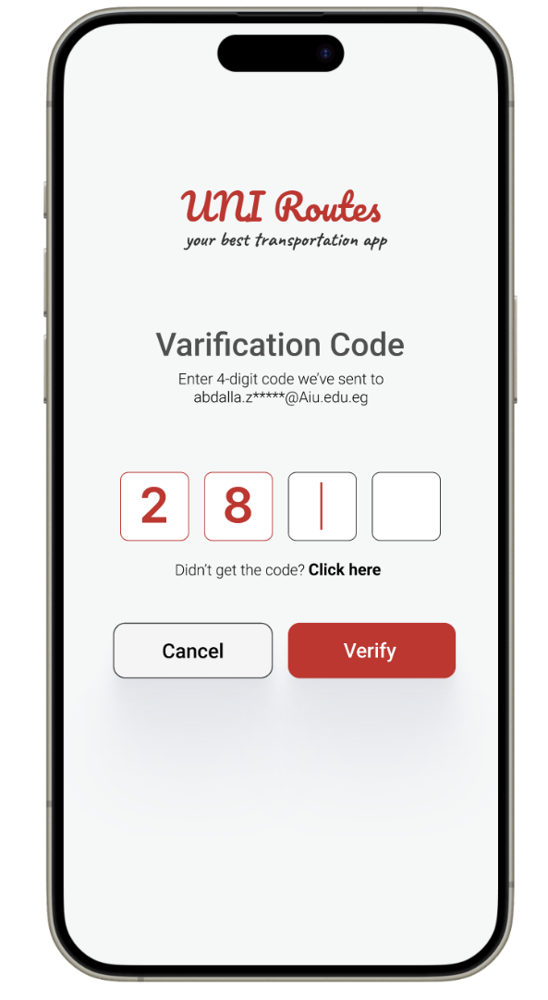 UNI Routes
your best transportation app
Varification Code
Enter 4-digit code we've sent to
abdalla.z*****@Aiu.edu.eg
2 8
Didn't get the code? Click here
Cancel Verify